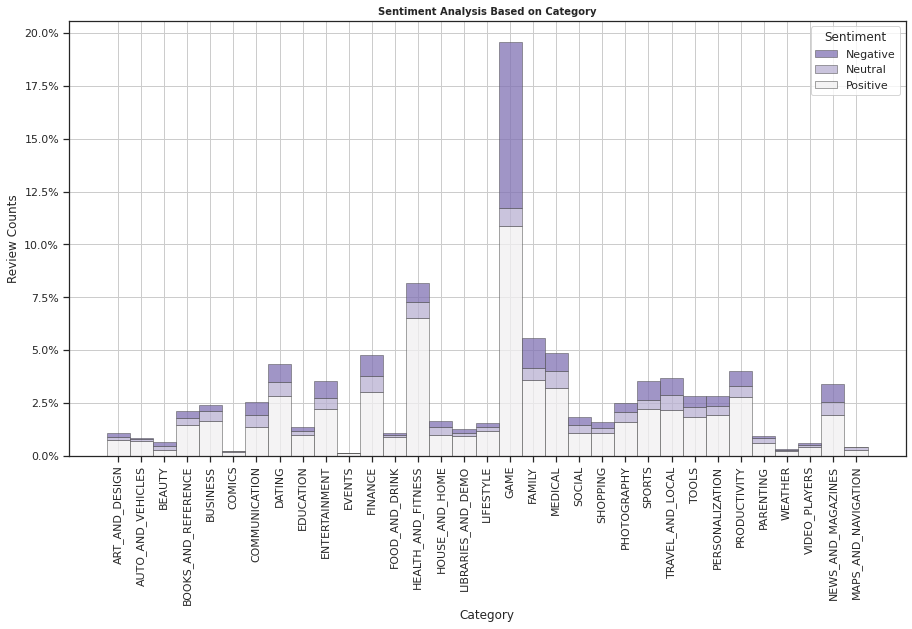 Sentiment Analysis Based on Category
20.0%
17.5%
15.0%
12.5%
10.0%
7.5%
5.0%
2.5%
0.0%
Review Counts
Sentiment
Negative
Neutral
Positive
ART_AND_DESIGN
AUTO_AND_VEHICLES
BEAUTY
BOOKS_AND_REFERENCE
BUSINESS
COMICS
COMMUNICATION
DATING
EDUCATION
ENTERTAINMENT
EVENTS
FINANCE
FOOD_AND_DRINK
HEALTH_AND_FITNESS
HOUSE_AND_HOME
LIBRARIES_AND_DEMO
LIFESTYLE
GAME
FAMILY
MEDICAL
SOCIAL
SHOPPING
PHOTOGRAPHY
SPORTS
TRAVEL_AND_LOCAL
TOOLS
PERSONALIZATION
PRODUCTIVITY
PARENTING
WEATHER
VIDEO_PLAYERS
NEWS_AND_MAGAZINES
MAPS_AND_NAVIGATION
Category